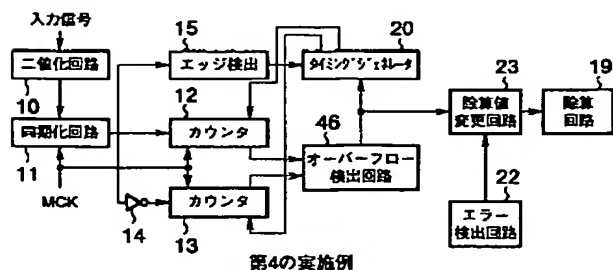 入力信号
二値化回路
10
同期化回路
11
MCK
14
15
エッジ検出
12
カウンタ
カウンタ
13
20
タイミングジェネレータ
46
オーバーフロー
検出回路
23
除算値
変更回路
19
除算
回路
22
エラー
検出回路
第4の実施例